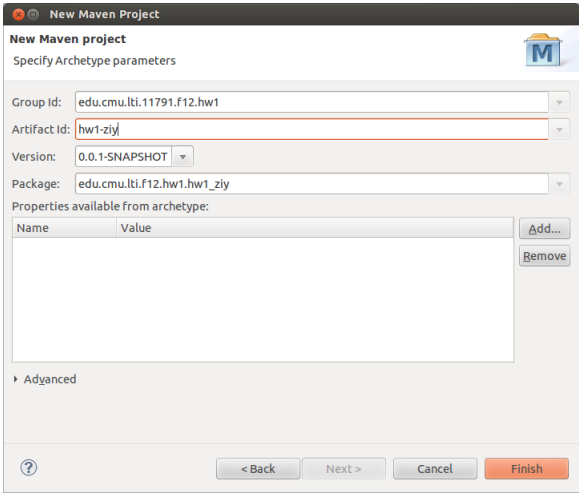 New Maven Project
New Maven project
Specify Archetype parameters
M
Group Id: edu.cmu.lti.11791.f12.hw1
Artifact Id: hw1-ziy
Version: 0.0.1-SNAPSHOT
Package: edu.cmu.lti.f12.hw1.hw1_ziy
Properties available from archetype:
Name Value
Add...
Remove
Advanced
? < Back Next > Cancel Finish